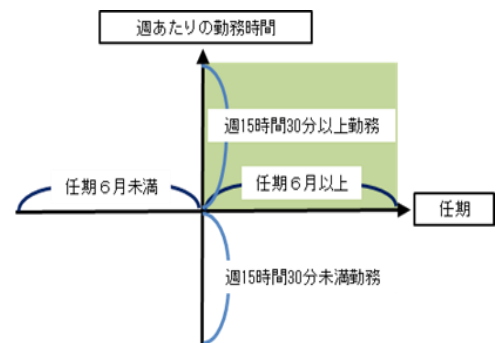 週あたりの勤務時間
週15時間30分以上勤務
任期６月未満
任期６月以上
任期
週15時間30分未満勤務